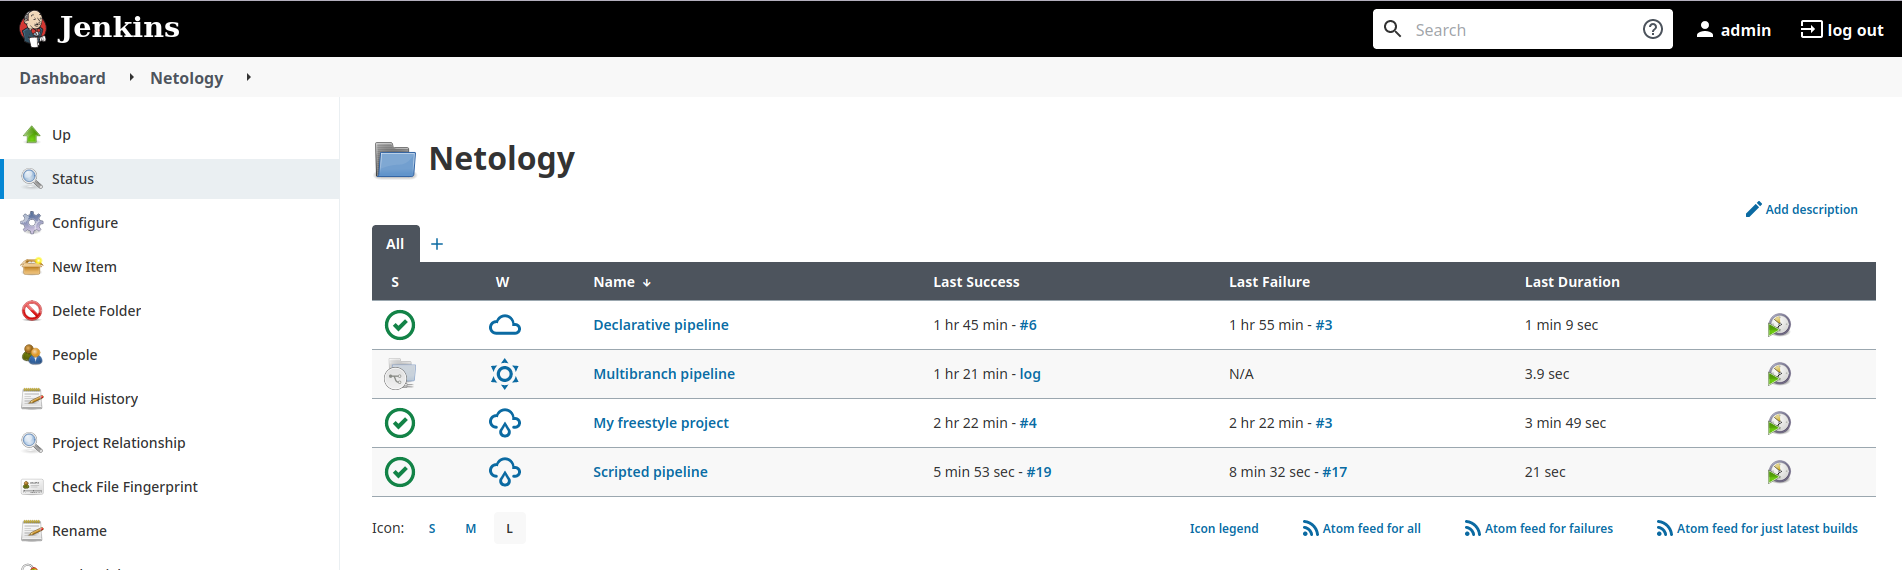 Jenkins
Search
admin
log out
Dashboard
Netology
Up
Status
Configure
New Item
Delete Folder
People
Build History
Project Relationship
Check File Fingerprint
Rename
Netology
Add description
All +
S W Name ↓ Last Success Last Failure Last Duration
Declarative pipeline 1 hr 45 min - #6 1 hr 55 min - #3 1 min 9 sec
Multibranch pipeline 1 hr 21 min - log N/A 3.9 sec
My freestyle project 2 hr 22 min - #4 2 hr 22 min - #3 3 min 49 sec
Scripted pipeline 5 min 53 sec - #19 8 min 32 sec - #17 21 sec
Icon: S M L
Icon legend Atom feed for all Atom feed for failures Atom feed for just latest builds